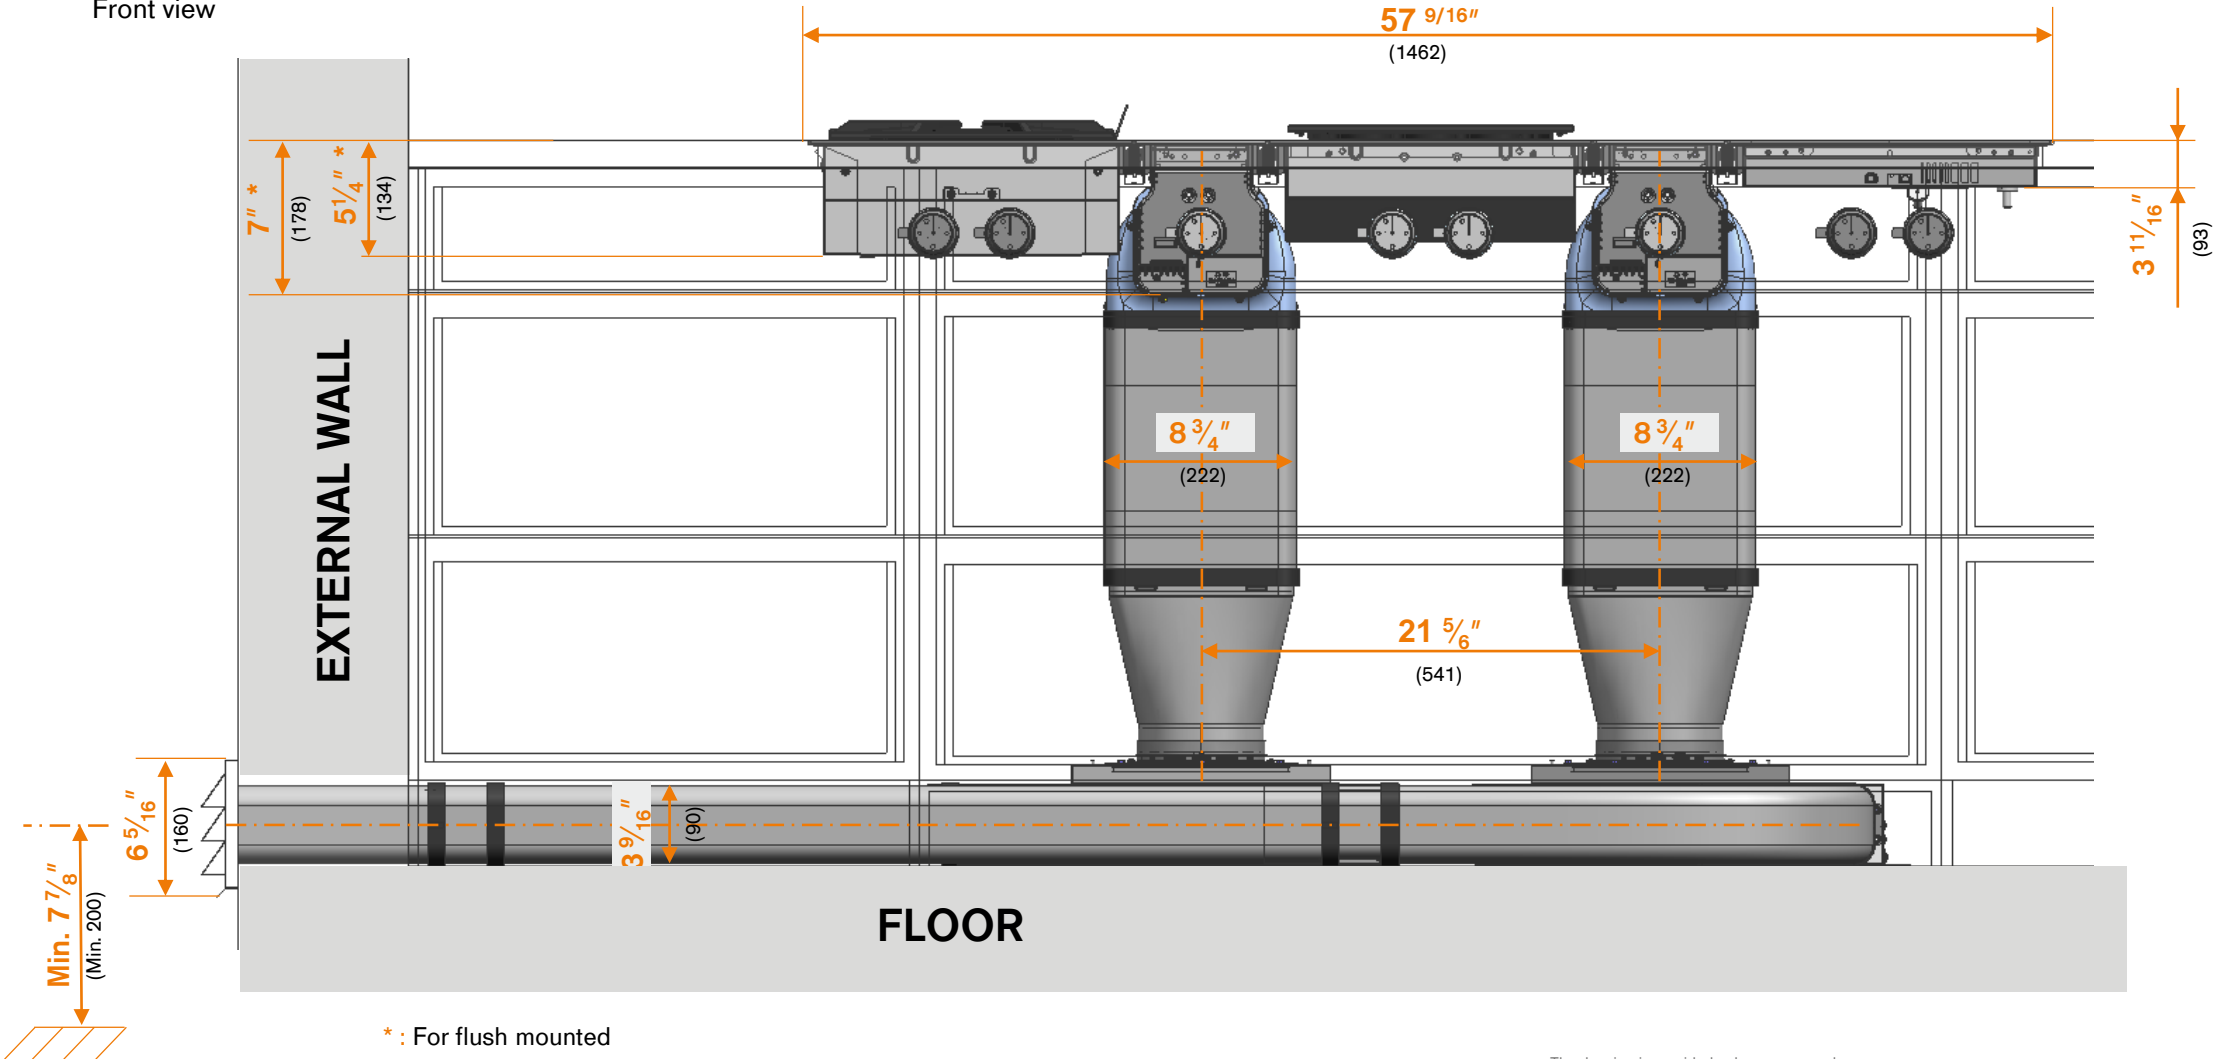 Front view
57 9/16"
(1462)
7" *
(178)
5 1/4" *
(134)
3 11/16"
(93)
EXTERNAL WALL
8 3/4"
(222)
8 3/4"
(222)
21 5/6"
(541)
6 5/16"
(160)
3 9/16"
(90)
Min. 7 7/8"
(Min. 200)
FLOOR
* : For flush mounted